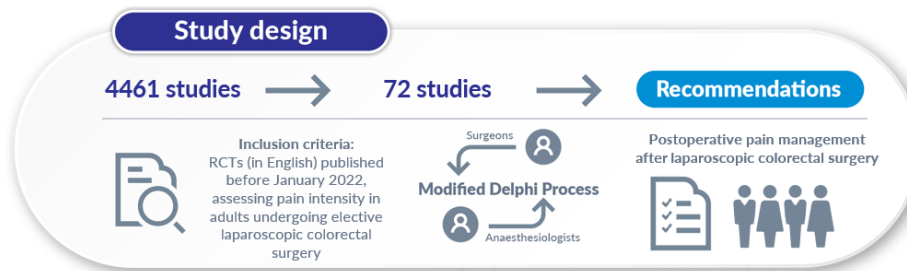 Study design
4461 studies
72 studies
Recommendations
Inclusion criteria:
RCTs (in English) published
before January 2022,
assessing pain intensity in
adults undergoing elective
laparoscopic colorectal
surgery
Surgeons
Modified Delphi Process
Anaesthesiologists
Postoperative pain management
after laparoscopic colorectal surgery